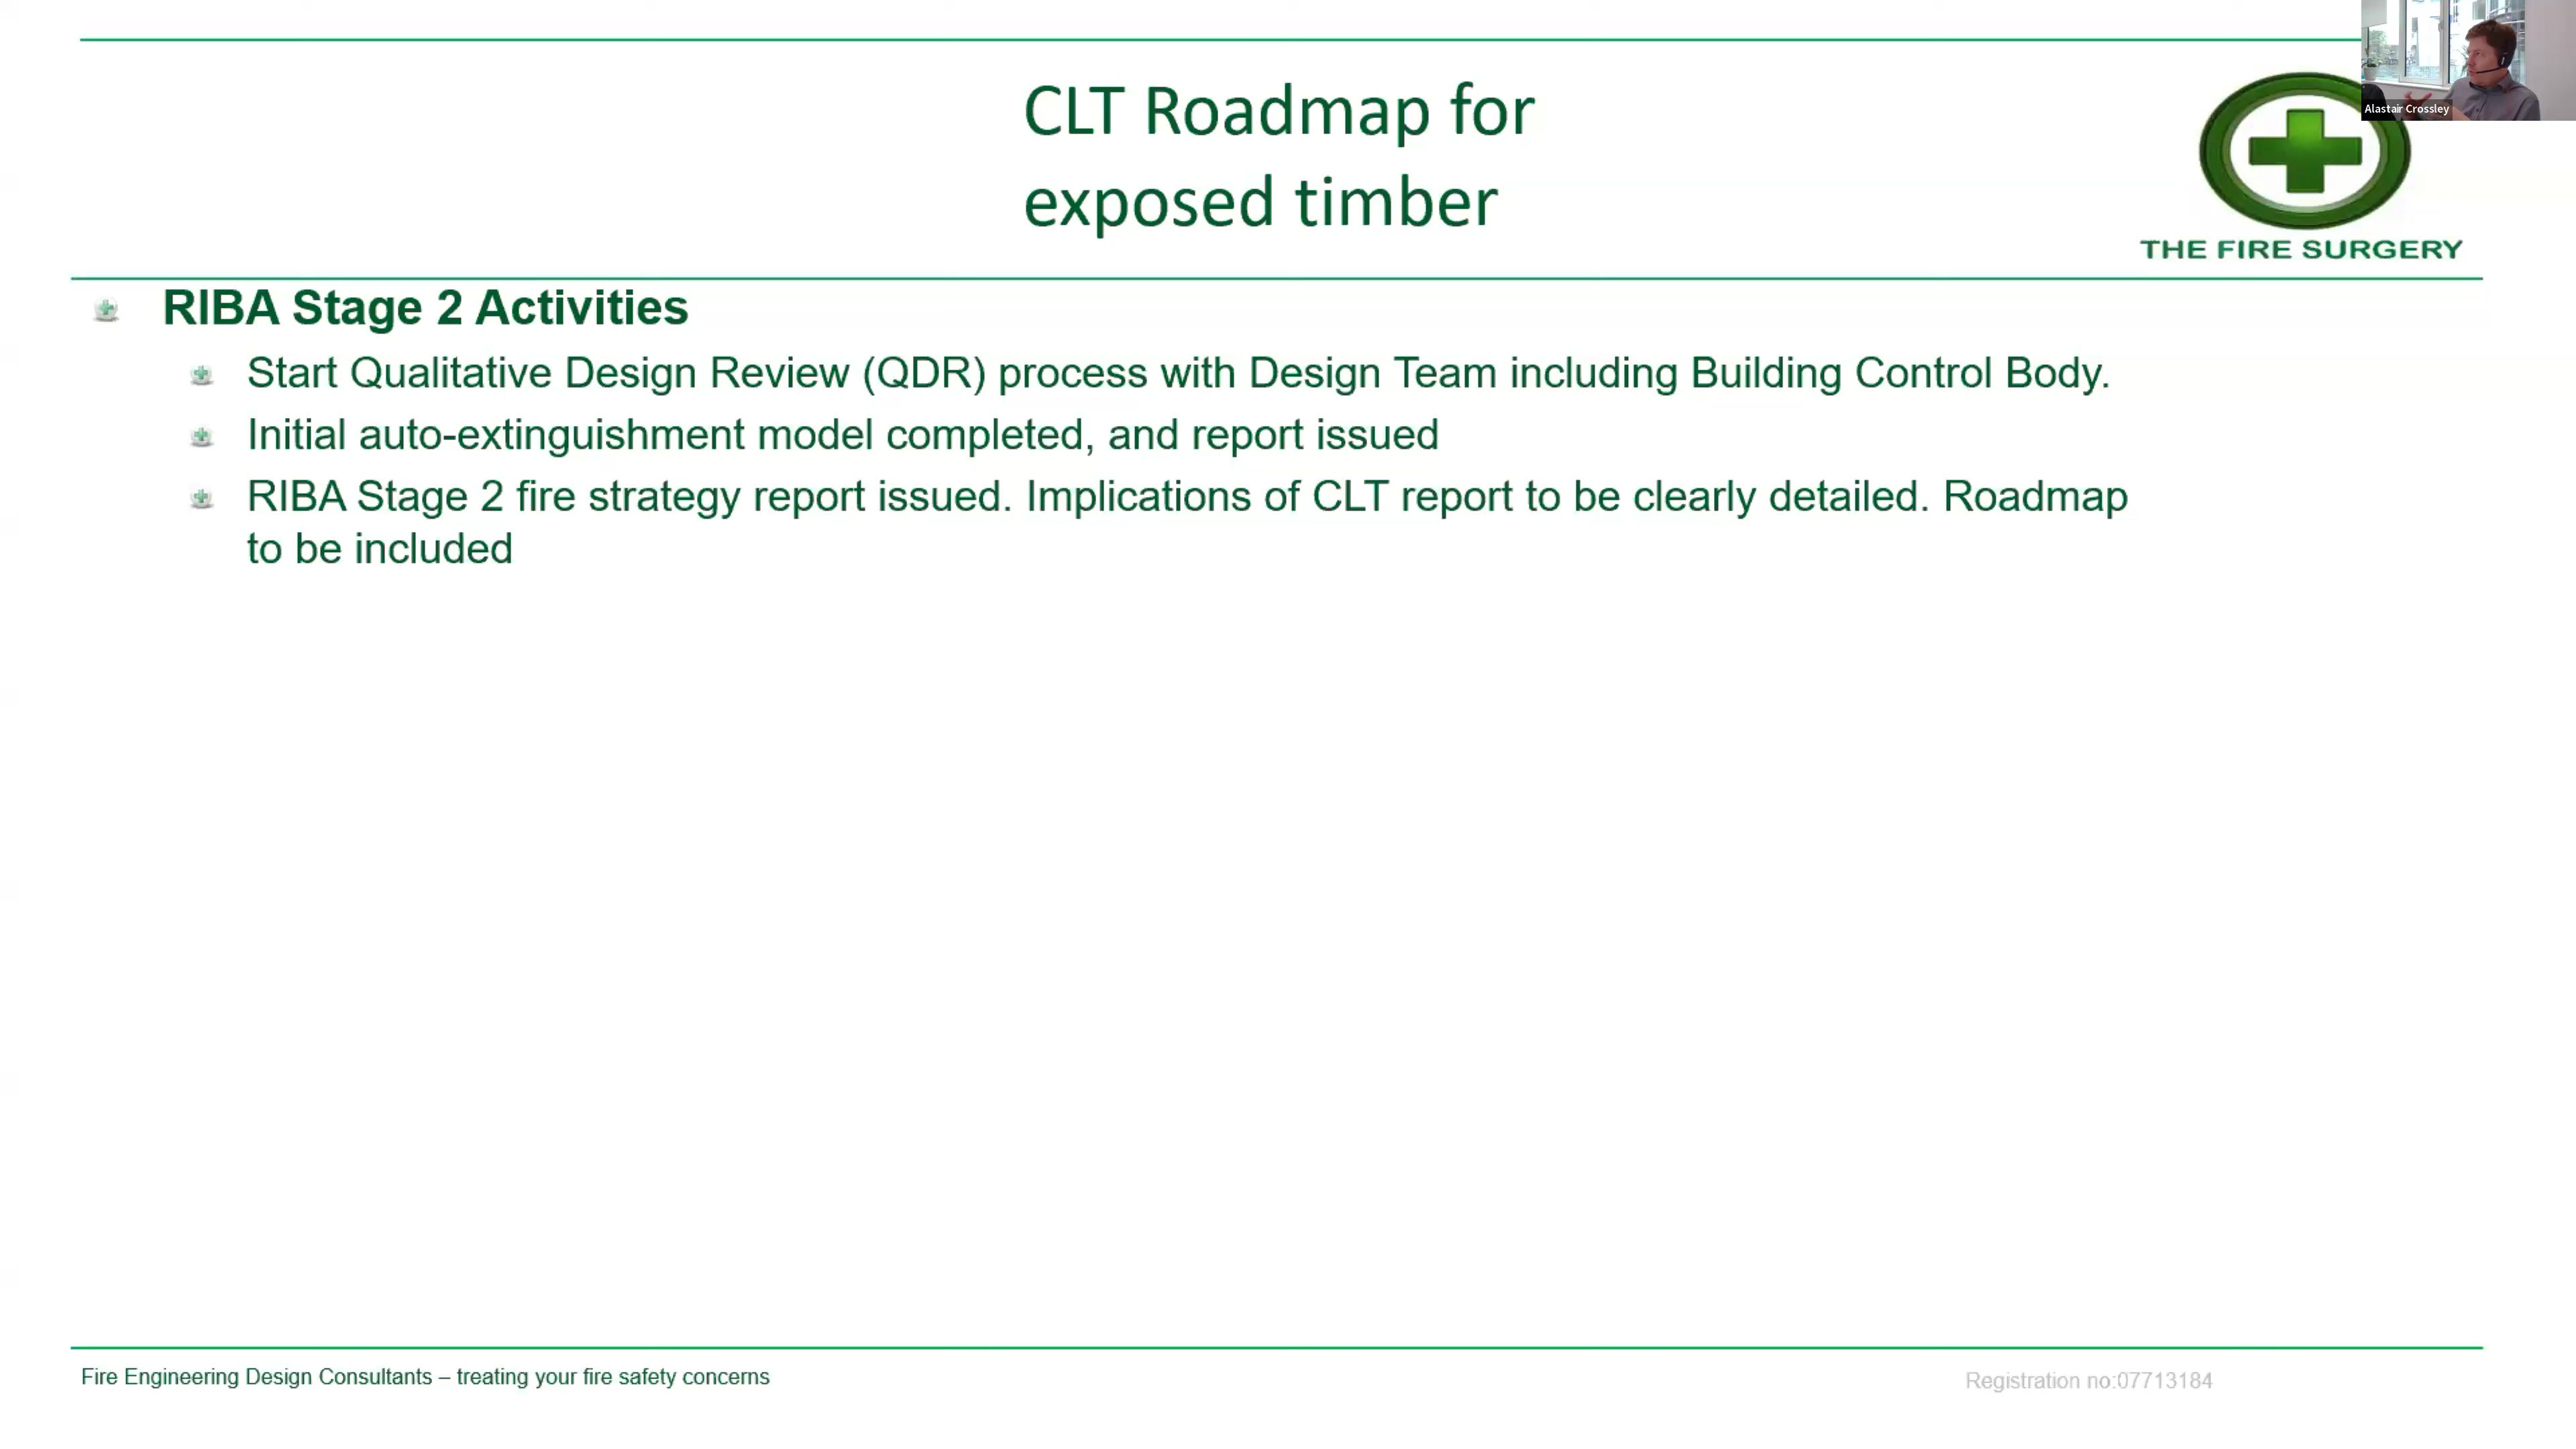 CLT Roadmap for
exposed timber
Alastair Crossley
THE FIRE SURGERY
RIBA Stage 2 Activities
Start Qualitative Design Review (QDR) process with Design Team including Building Control Body.
Initial auto-extinguishment model completed, and report issued
RIBA Stage 2 fire strategy report issued. Implications of CLT report to be clearly detailed. Roadmap
to be included
Fire Engineering Design Consultants – treating your fire safety concerns
Registration no:07713184